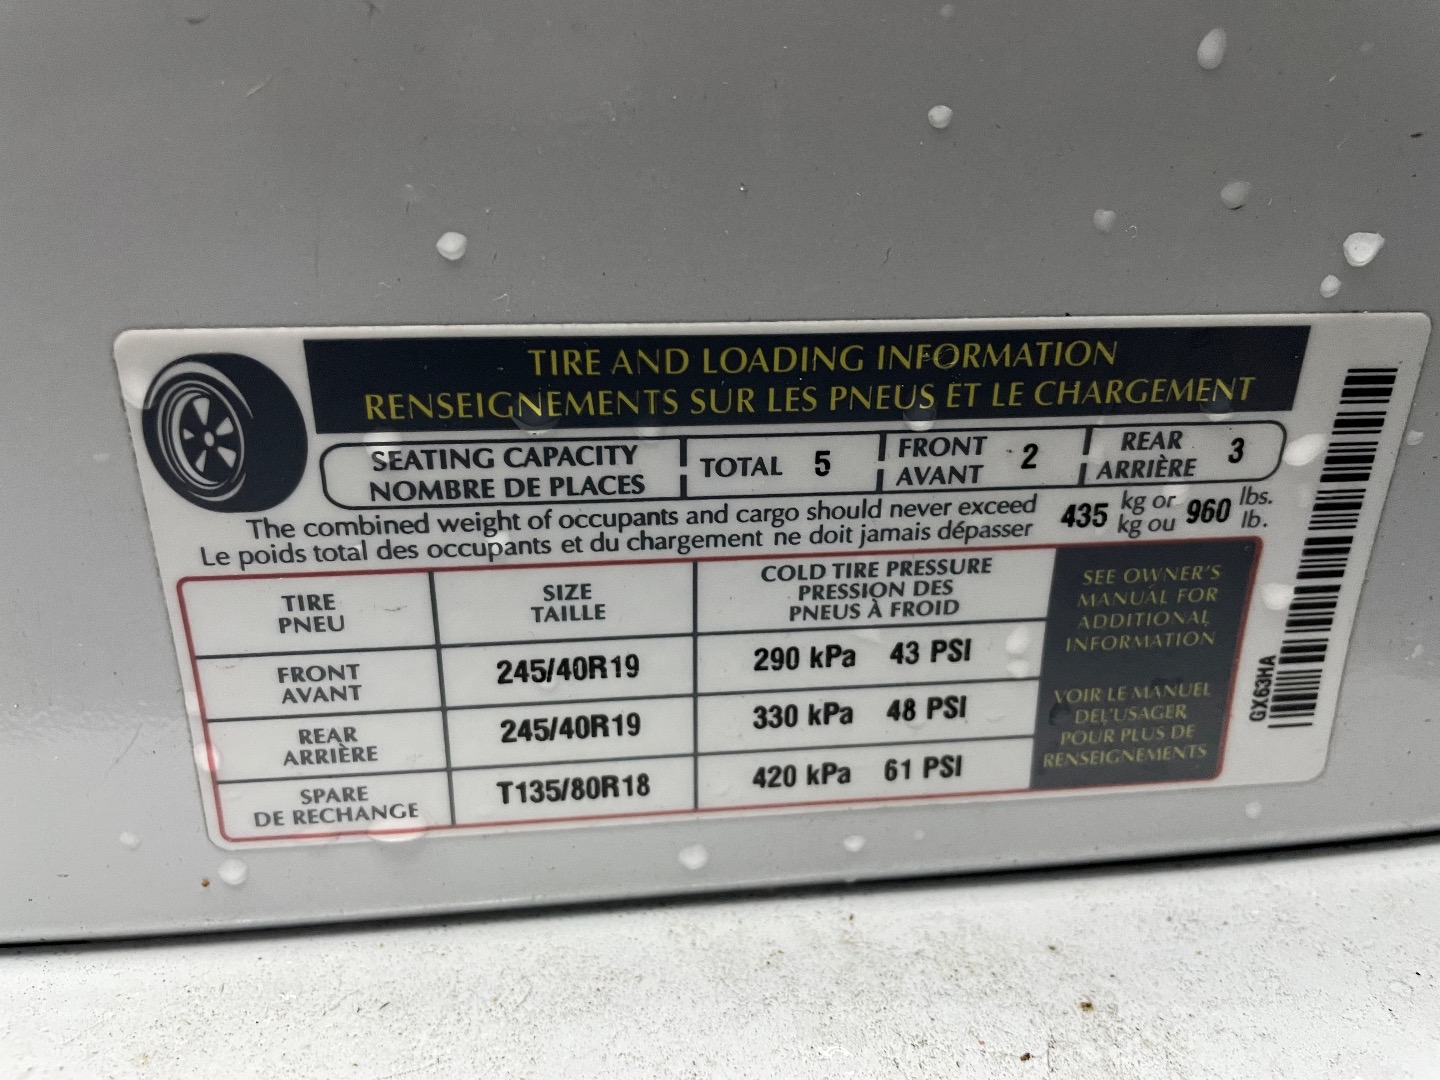 TIRE AND LOADING INFORMATION
RENSEIGNEMENTS SUR LES PNEUS ET LE CHARGEMENT
SEATING CAPACITY
NOMBRE DE PLACES
TOTAL 5
FRONT
AVANT
2
REAR
ARRIÈRE
3
The combined weight of occupants and cargo should never exceed
Le poids total des occupants et du chargement ne doit jamais dépasser
435 kg or 960 lbs.
kg ou lb.
TIRE
PNEU
SIZE
TAILLE
COLD TIRE PRESSURE
PRESSION DES
PNEUS À FROID
FRONT
AVANT
245/40R19
290 kPa 43 PSI
REAR
ARRIÈRE
245/40R19
330 kPa 48 PSI
SPARE
DE RECHANGE
T135/80R18
420 kPa 61 PSI
SEE OWNER'S
MANUAL FOR
ADDITIONAL
INFORMATION
VOIR LE MANUEL
DEL'USAGER
POUR PLUS DE
RENSEIGNEMENTS
GX63HA